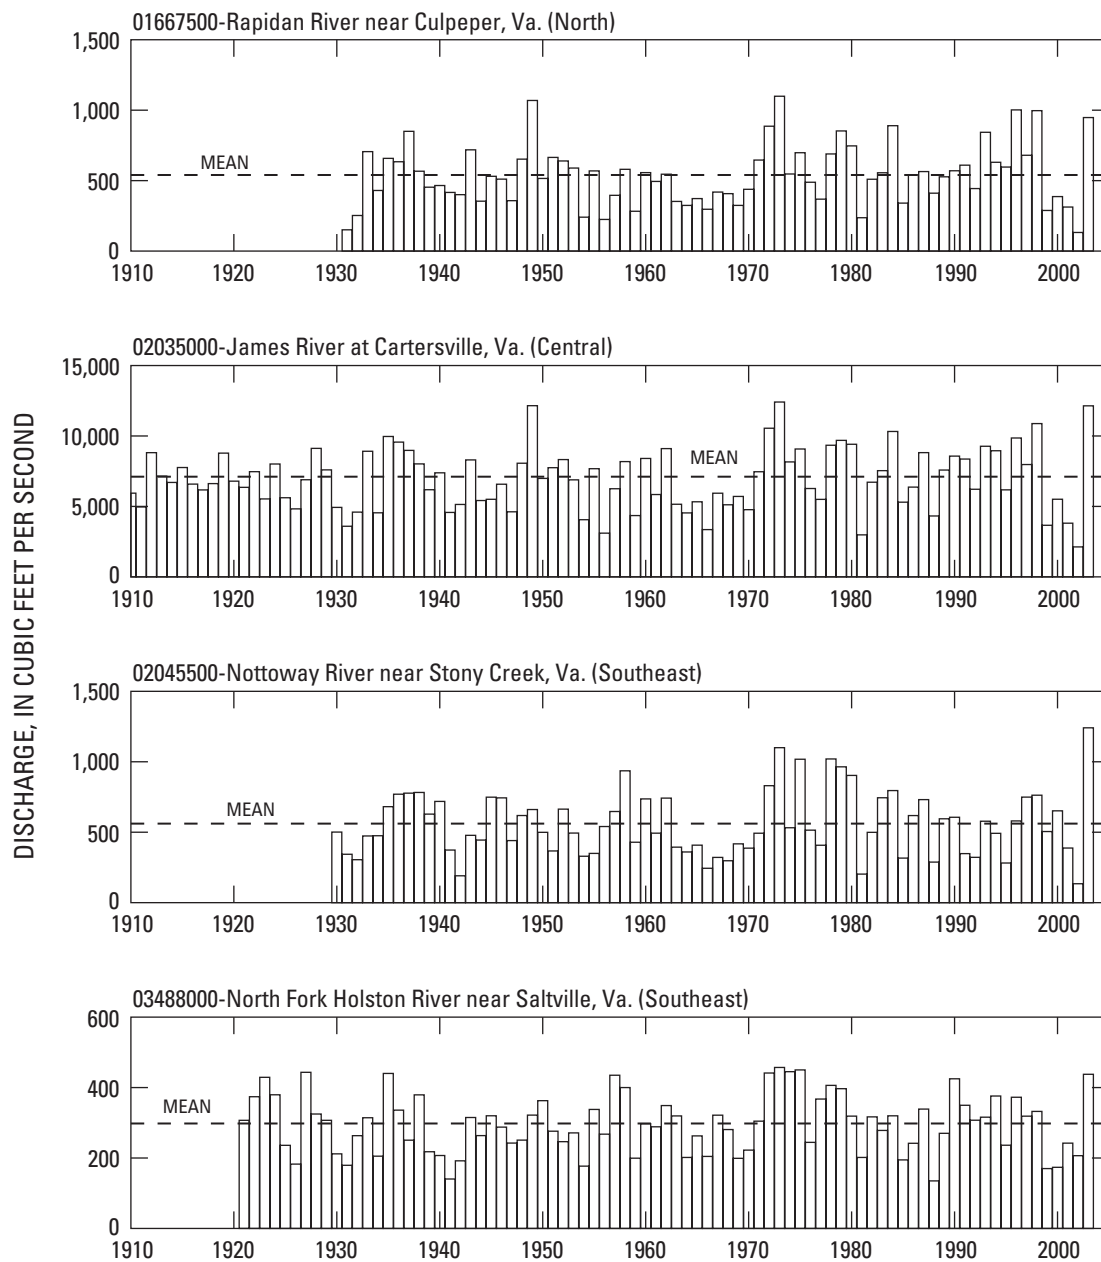 01667500-Rapidan River near Culpeper, Va. (North)
1,500
1,000
MEAN
500
0
1910 1920 1930 1940 1950 1960 1970 1980 1990 2000
02035000-James River at Cartersville, Va. (Central)
15,000
10,000
MEAN
5,000
0
1910 1920 1930 1940 1950 1960 1970 1980 1990 2000
DISCHARGE, IN CUBIC FEET PER SECOND
02045500-Nottoway River near Stony Creek, Va. (Southeast)
1,500
1,000
MEAN
500
0
1910 1920 1930 1940 1950 1960 1970 1980 1990 2000
03488000-North Fork Holston River near Saltville, Va. (Southeast)
600
400
MEAN
200
0
1910 1920 1930 1940 1950 1960 1970 1980 1990 2000